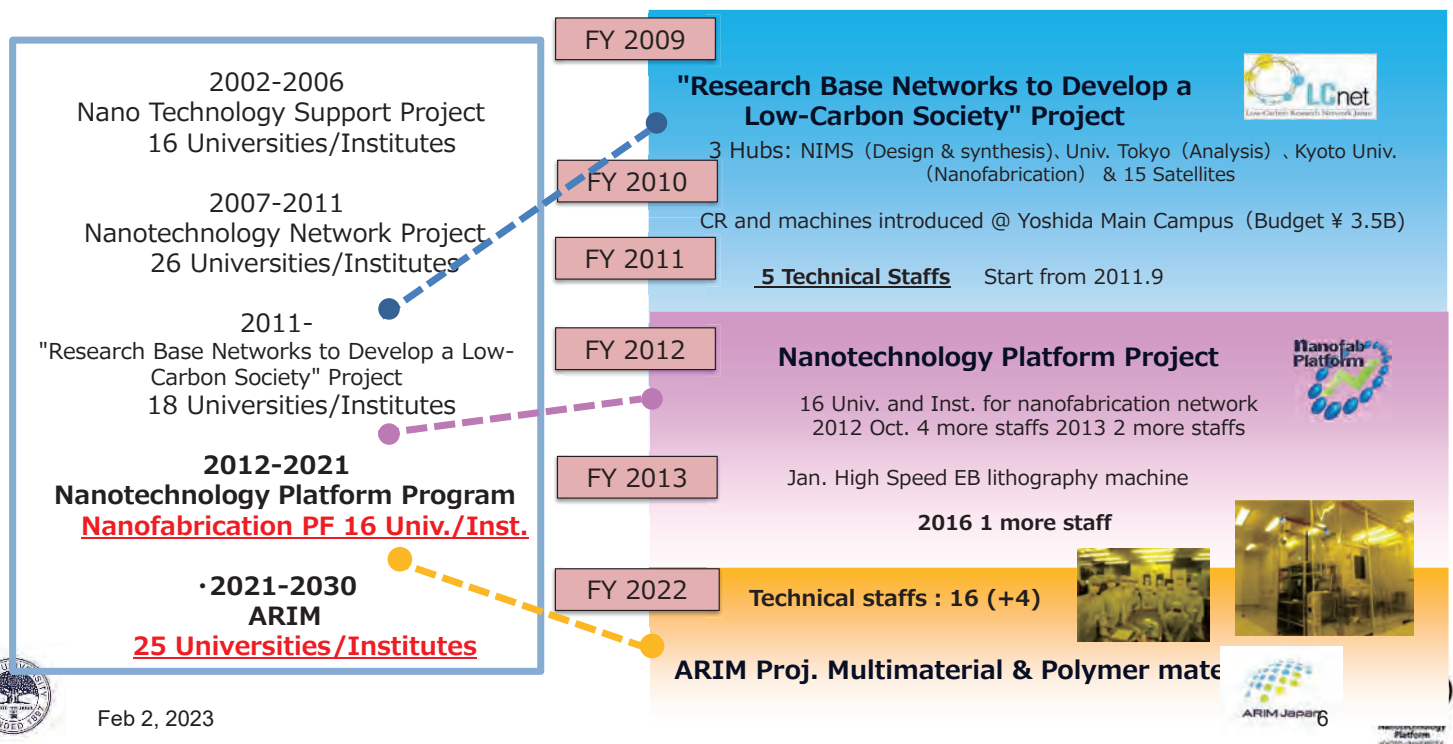 2002-2006
Nano Technology Support Project
16 Universities/Institutes
2007-2011
Nanotechnology Network Project
26 Universities/Institutes
2011-
"Research Base Networks to Develop a Low-
Carbon Society" Project
18 Universities/Institutes
2012-2021
Nanotechnology Platform Program
Nanofabrication PF 16 Univ./Inst.
・2021-2030
ARIM
25 Universities/Institutes
FY 2009
FY 2010
FY 2011
FY 2012
FY 2013
FY 2022
"Research Base Networks to Develop a
Low-Carbon Society" Project
LCnet
Low-Carbon Research Network Japan
3 Hubs: NIMS（Design & synthesis)、Univ. Tokyo（Analysis）、Kyoto Univ.
（Nanofabrication） & 15 Satellites
CR and machines introduced @ Yoshida Main Campus（Budget ¥ 3.5B）
5 Technical Staffs Start from 2011.9
Nanotechnology Platform Project
nanofab
Platform
16 Univ. and Inst. for nanofabrication network
2012 Oct. 4 more staffs 2013 2 more staffs
Jan. High Speed EB lithography machine
2016 1 more staff
Technical staffs : 16 (+4)
ARIM Proj. Multimaterial & Polymer mate
ARIM Japan
6
Feb 2, 2023
Platform